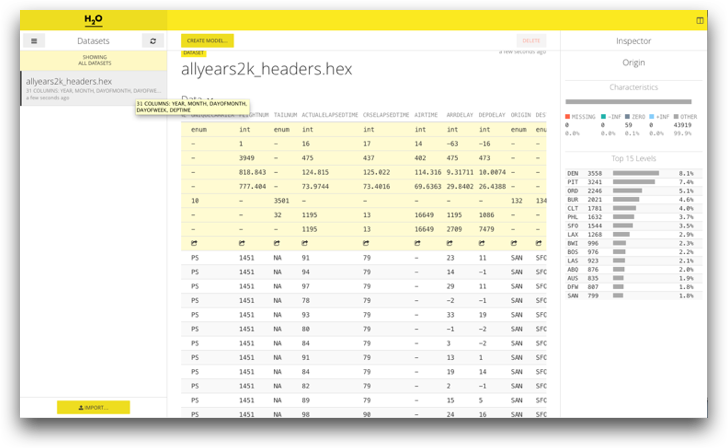 H2O
Datasets
SHOWING
ALL DATASETS
allyears2k_headers.hex
31 COLUMNS: YEAR, MONTH, DAYOFMONTH, DAYOFWE...
a few seconds ago
31 COLUMNS: YEAR, MONTH, DAYOFMONTH,
DAYOFWEEK, DEPTIME
IMPORT...
CREATE MODEL...
DELETE
DATASET
a few seconds ago
allyears2k_headers.hex
Data
TAILNUM ACTUALELAPSEDTIME CRSELAPSEDTIME AIRTIME ARRDELAY DEPDELAY ORIGIN DES
enum int enum int int int int int enum enu
– 1 – 16 17 14 –63 –16 – –
– 3949 – 475 437 402 475 473 – –
– 818.843 – 124.815 125.022 114.316 9.31711 10.0074 – –
– 777.404 – 73.9744 73.4016 69.6363 29.8402 26.4388 – –
10 – 3501 – – – – – 132 134
– – 32 1195 13 16649 1195 1086 – –
– – – 1195 13 16649 2709 7479 – –
PS 1451 NA 91 79 – 23 11 SAN SFO
PS 1451 NA 94 79 – 14 –1 SAN SFO
PS 1451 NA 97 79 – 29 11 SAN SFO
PS 1451 NA 78 79 – –2 –1 SAN SFO
PS 1451 NA 93 79 – 33 19 SAN SFO
PS 1451 NA 80 79 – –1 –2 SAN SFO
PS 1451 NA 84 79 – 3 –2 SAN SFO
PS 1451 NA 91 79 – 13 1 SAN SFO
PS 1451 NA 84 79 – 19 14 SAN SFO
PS 1451 NA 82 79 – 2 –1 SAN SFO
PS 1451 NA 89 79 – 15 5 SAN SFO
PS 1451 NA 98 90 – 24 16 SAN SFO
Inspector
Origin
Characteristics
MISSING -INF ZERO +INF OTHER
0 0 59 0 43919
0.0% 0.0% 0.1% 0.0% 99.9%
Top 15 Levels
DEN 3558 8.1%
PIT 3241 7.4%
ORD 2246 5.1%
BUR 2021 4.6%
CLT 1781 4.0%
PHL 1632 3.7%
SFO 1544 3.5%
LAX 1268 2.9%
BWI 996 2.3%
BOS 976 2.2%
LAS 923 2.1%
ABQ 876 2.0%
AUS 835 1.9%
DFW 807 1.8%
SAN 799 1.8%